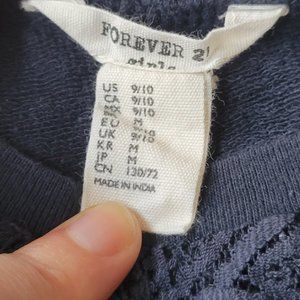 FOREVER 21
girls
US 9/10
CA 9/10
MX 9/10
EU M
UK 9/10
KR M
JP M
CN 130/72
MADE IN INDIA